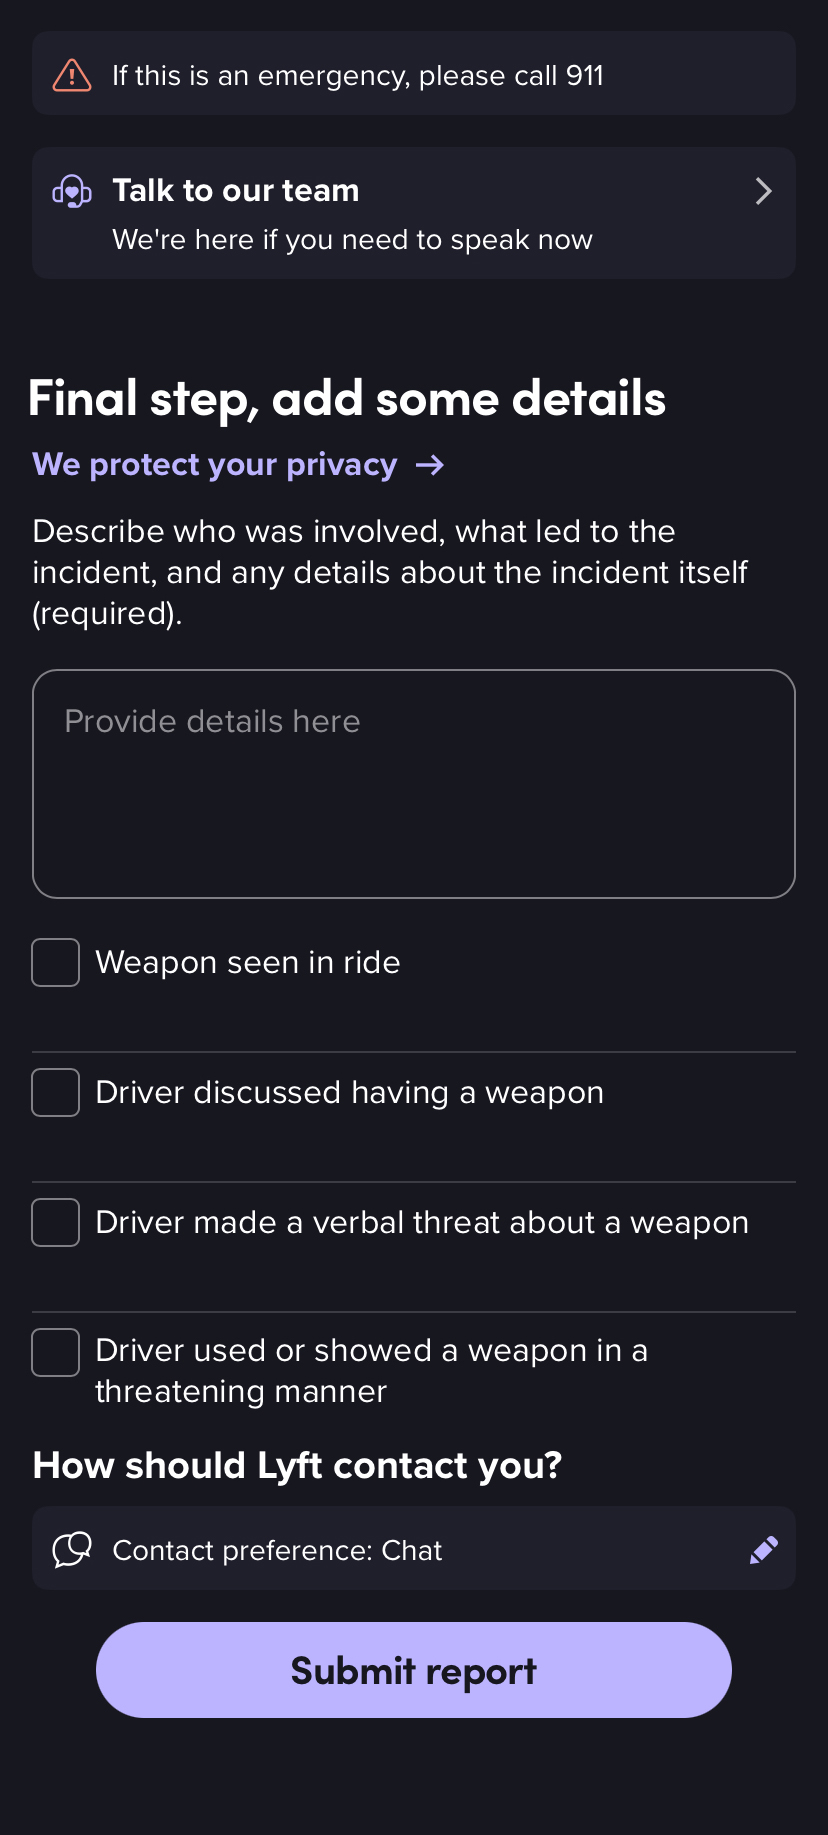 If this is an emergency, please call 911
Talk to our team
We're here if you need to speak now
Final step, add some details
We protect your privacy →
Describe who was involved, what led to the
incident, and any details about the incident itself
(required).
Provide details here
Weapon seen in ride
Driver discussed having a weapon
Driver made a verbal threat about a weapon
Driver used or showed a weapon in a
threatening manner
How should Lyft contact you?
Contact preference: Chat
Submit report